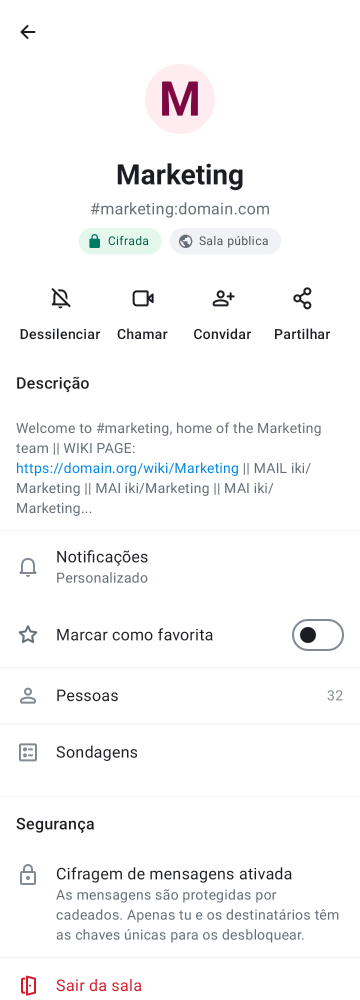 M
Marketing
#marketing:domain.com
Cifrada
Sala pública
Dessilenciar
Chamar
Convidar
Partilhar
Descrição
Welcome to #marketing, home of the Marketing
team || WIKI PAGE:
https://domain.org/wiki/Marketing || MAIL iki/
Marketing || MAI iki/Marketing || MAI iki/
Marketing...
Notificações
Personalizado
Marcar como favorita
Pessoas 32
Sondagens
Segurança
Cifragem de mensagens ativada
As mensagens são protegidas por
cadeados. Apenas tu e os destinatários têm
as chaves únicas para os desbloquear.
Sair da sala